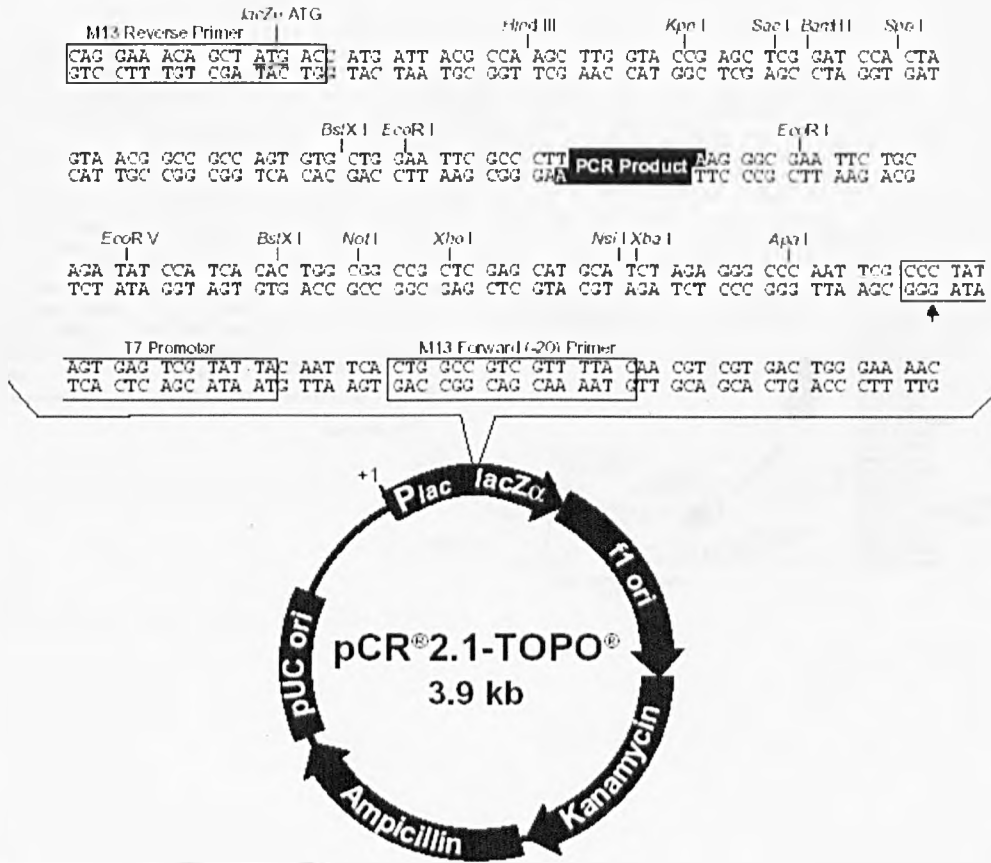 lacZα ATG
M13 Reverse Primer
Hind III Kpn I Sac I BamH I Spe I
CAG GAA ACA GCT ATG AC ATG ATT ACG CCA AGC TTG GTA CCG AGC TCG GAT CCA CTA
GTC CTT TGT CGA TAC TG TAC TAA TGC GGT TCG AAC CAT GGC TCG AGC CTA GGT GAT
BstX I EcoR I EcoR I
GTA ACG GCC GCC AGT GTG CTG GAA TTC GCC CTT PCR Product AAG GGC GAA TTC TGC
CAT TGC CGG CGG TCA CAC GAC CTT AAG CGG GAA TTC CCG CTT AAG ACG
EcoR V BstX I Not I Xho I Nsi I Xba I Apa I
AGA TAT CCA TCA CAC TGG CGG CCG CTC GAG CAT GCA TCT AGA GGG CCC AAT TCG CCC TAT
TCT ATA GGT AGT GTG ACC GCC GGC GAG CTC GTA CGT AGA TCT CCC GGG TTA AGC GGG ATA
T7 Promotor M13 Forward (-20) Primer
AGT GAG TCG TAT TAC AAT TCA CTG GCC GTC GTT TTA CAA CGT CGT GAC TGG GAA AAC
TCA CTC AGC ATA ATG TTA AGT GAC CGG CAG CAA AAT GTT GCA GCA CTG ACC CTT TTG
+1
Plac lacZα
f1 ori
pUC ori
pCR®2.1-TOPO®
3.9 kb
Kanamycin
Ampicillin